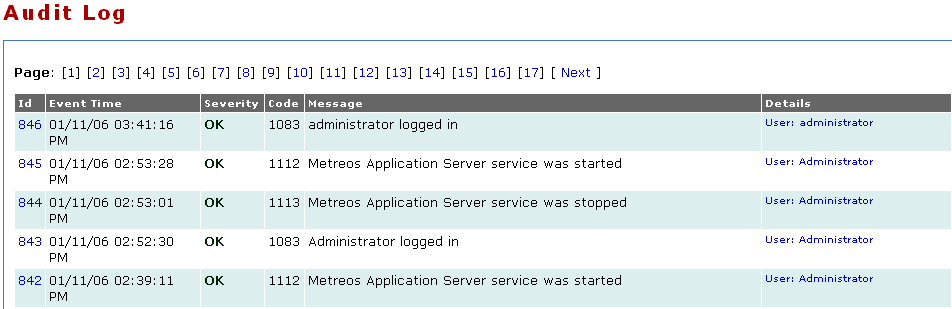 Audit Log
Page: [1] [2] [3] [4] [5] [6] [7] [8] [9] [10] [11] [12] [13] [14] [15] [16] [17] [ Next ]
Id Event Time Severity Code Message Details
846 01/11/06 03:41:16 OK 1083 administrator logged in User: administrator
PM
845 01/11/06 02:53:28 OK 1112 Metreos Application Server service was started User: Administrator
PM
844 01/11/06 02:53:01 OK 1113 Metreos Application Server service was stopped User: Administrator
PM
843 01/11/06 02:52:30 OK 1083 Administrator logged in User: Administrator
PM
842 01/11/06 02:39:11 OK 1112 Metreos Application Server service was started User: Administrator
PM